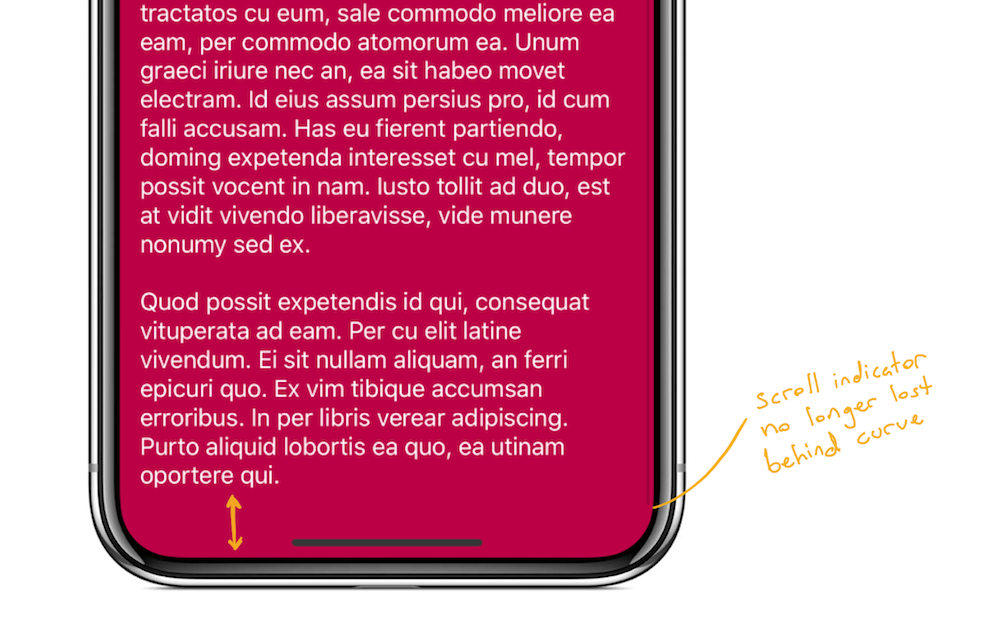 tractatos cu eum, sale commodo meliore ea
eam, per commodo atomorum ea. Unum
graeci iriure nec an, ea sit habeo movet
electram. Id eius assum persius pro, id cum
falli accusam. Has eu fierent partiendo,
doming expetenda interesset cu mel, tempor
possit vocent in nam. Iusto tollit ad duo, est
at vidit vivendo liberavisse, vide munere
nonumy sed ex.
Quod possit expetendis id qui, consequat
vituperata ad eam. Per cu elit latine
vivendum. Ei sit nullam aliquam, an ferri
epicuri quo. Ex vim tibique accumsan
erroribus. In per libris verear adipiscing.
Purto aliquid lobortis ea quo, ea utinam
oportere qui.
scroll indicator
no longer lost
behind curve